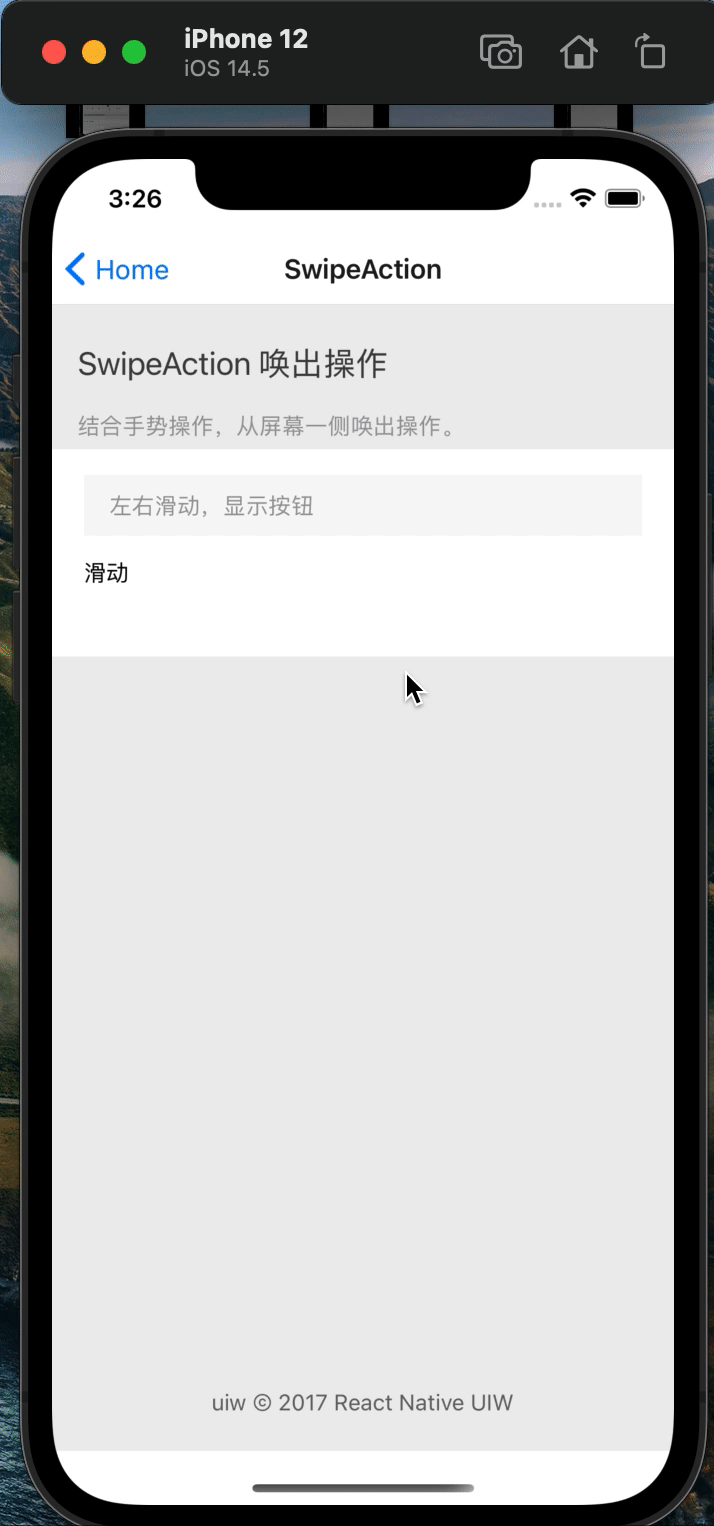 iPhone 12
iOS 14.5
3:26
Home
SwipeAction
SwipeAction 唤出操作
结合手势操作，从屏幕一侧唤出操作。
左右滑动，显示按钮
滑动
uiw © 2017 React Native UIW